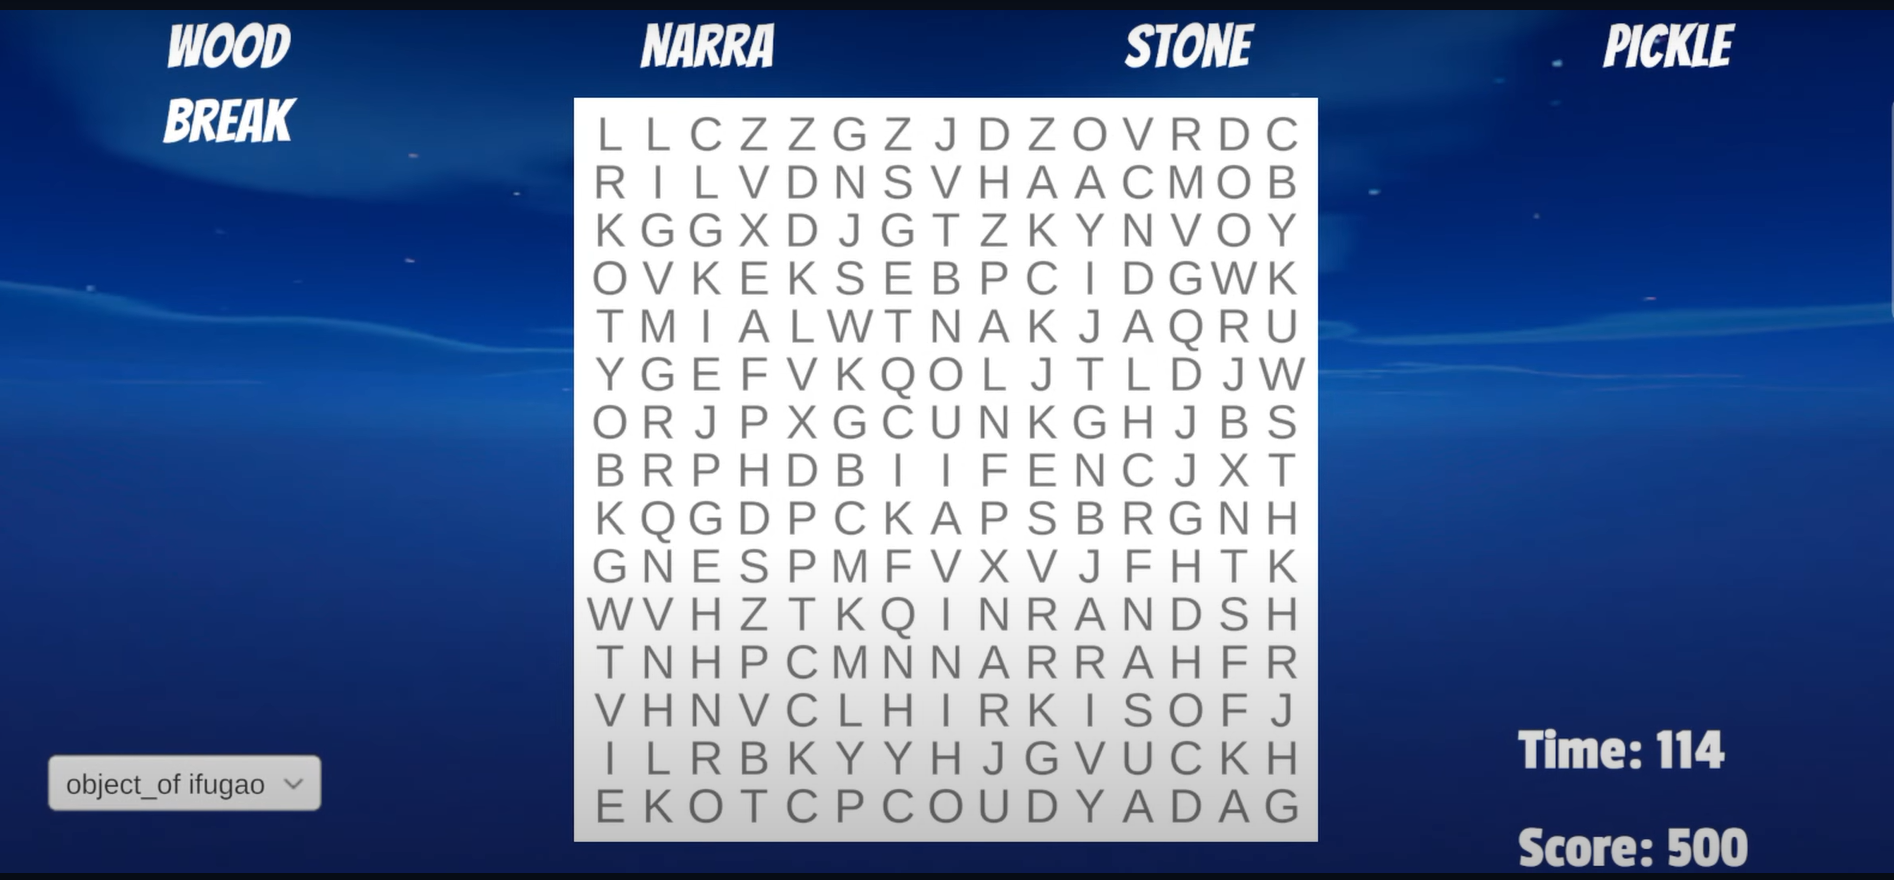 WOOD NARRA STONE PICKLE
BREAK
L L C Z Z G Z J D Z O V R D C
R I L V D N S V H A A C M O B
K G G X D J G T Z K Y N V O Y
O V K E K S E B P C I D G W K
T M I A L W T N A K J A Q R U
Y G E F V K Q O L J T L D J W
O R J P X G C U N K G H J B S
B R P H D B I I F E N C J X T
K Q G D P C K A P S B R G N H
G N E S P M F V X V J F H T K
W V H Z T K Q I N R A N D S H
T N H P C M N N A R R A H F R
V H N V C L H I R K I S O F J
I L R B K Y Y H J G V U C K H
E K O T C P C O U D Y A D A G
object_of ifugao
Time: 114
Score: 500